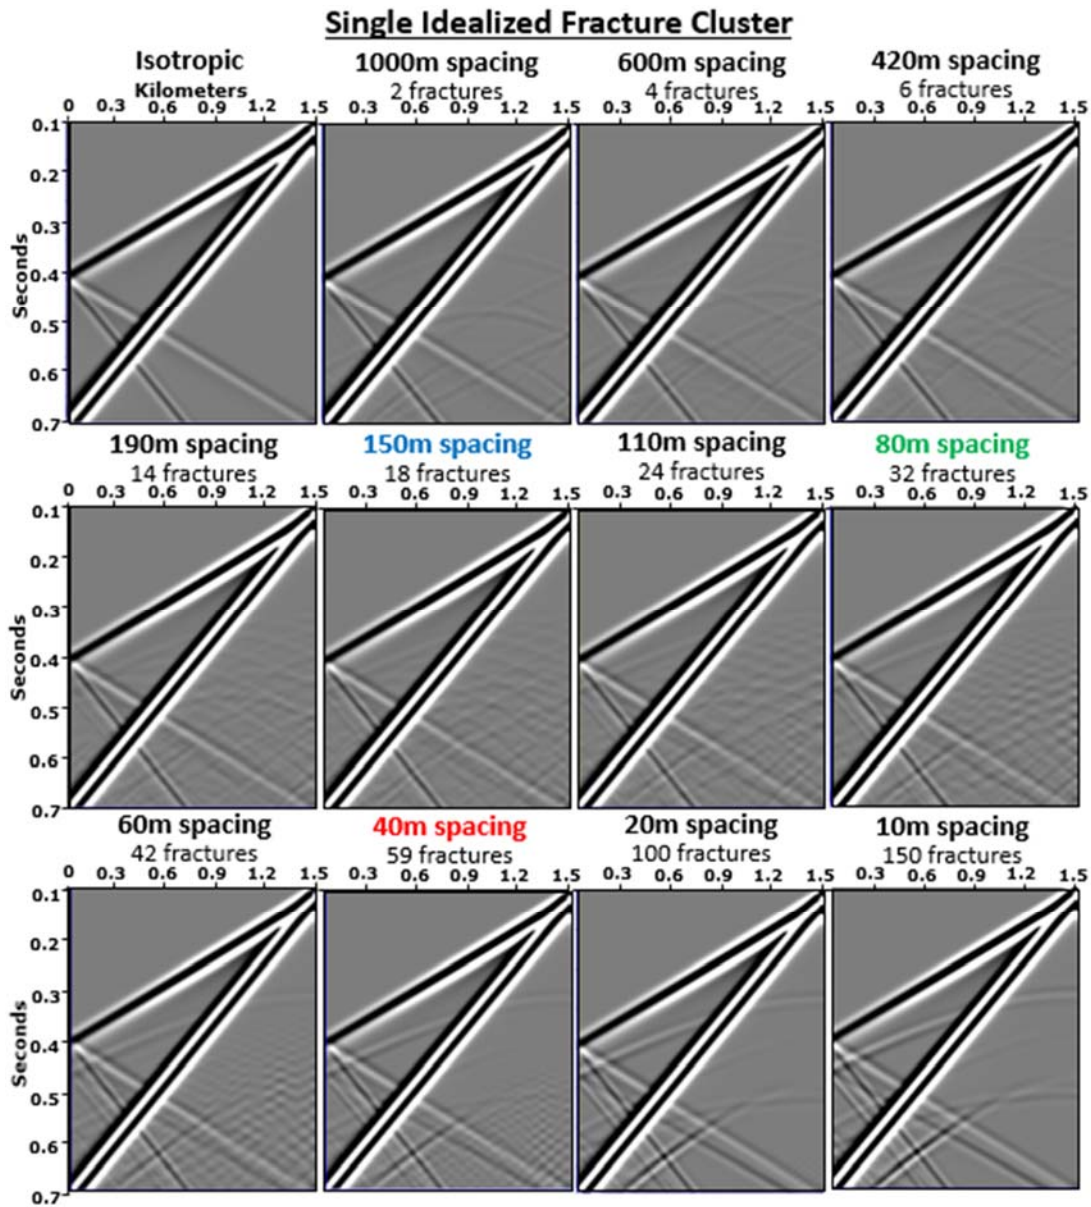 Single Idealized Fracture Cluster
Isotropic 1000m spacing 600m spacing 420m spacing
Kilometers 2 fractures 4 fractures 6 fractures
0 0.3 0.6 0.9 1.2 1.5 0.3 0.6 0.9 1.2 1.5 0.3 0.6 0.9 1.2 1.5 0.3 0.6 0.9 1.2 1.5
0.1
0.2
0.3
0.4
0.5
0.6
0.7
Seconds
190m spacing 150m spacing 110m spacing 80m spacing
14 fractures 18 fractures 24 fractures 32 fractures
0 0.3 0.6 0.9 1.2 1.5 0.3 0.6 0.9 1.2 1.5 0.3 0.6 0.9 1.2 1.5 0.3 0.6 0.9 1.2 1.5
0.1
0.2
0.3
0.4
0.5
0.6
0.7
Seconds
60m spacing 40m spacing 20m spacing 10m spacing
42 fractures 59 fractures 100 fractures 150 fractures
0 0.3 0.6 0.9 1.2 1.5 0.3 0.6 0.9 1.2 1.5 0.3 0.6 0.9 1.2 1.5 0.3 0.6 0.9 1.2 1.5
0.1
0.2
0.3
0.4
0.5
0.6
0.7
Seconds